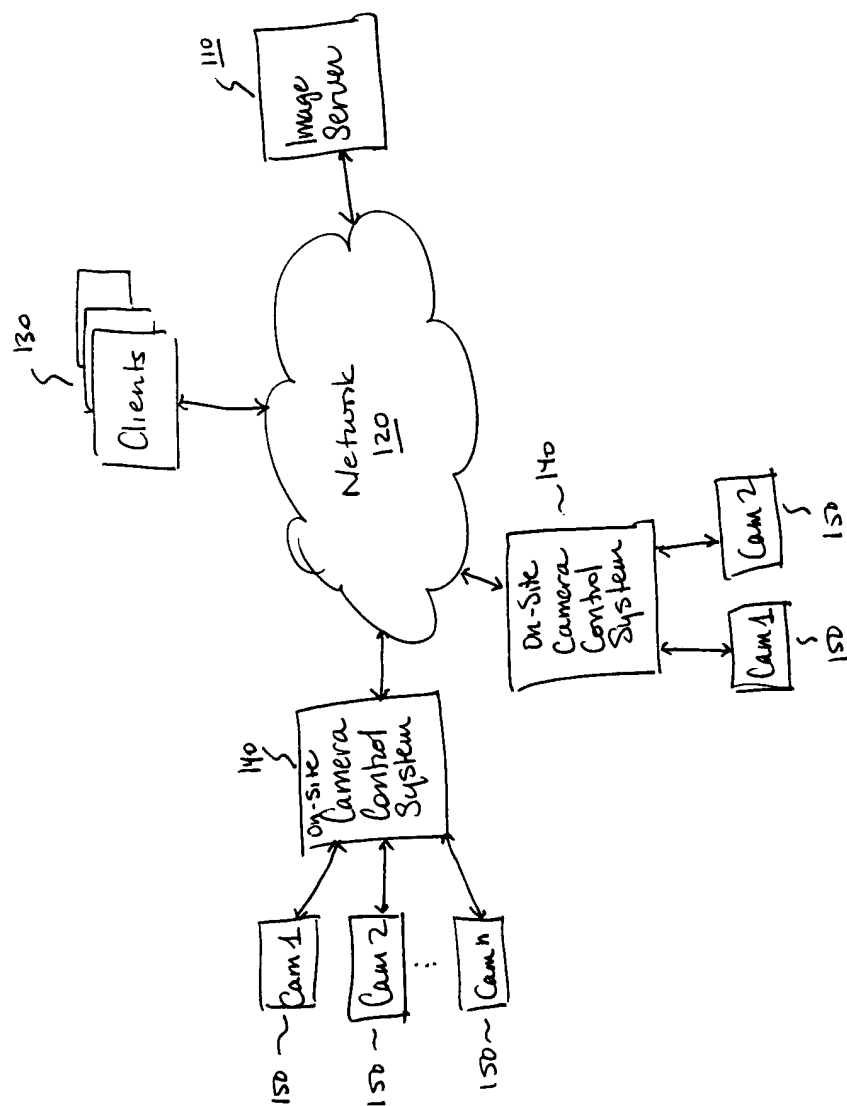 110
Image
Server
130
Clients
Network
120
140
On-Site
Camera
Control
System
140
On-Site
Camera
Control
System
Cam 1
Cam 2
...
Cam n
150
150
150
Cam 1
Cam 2
150
150